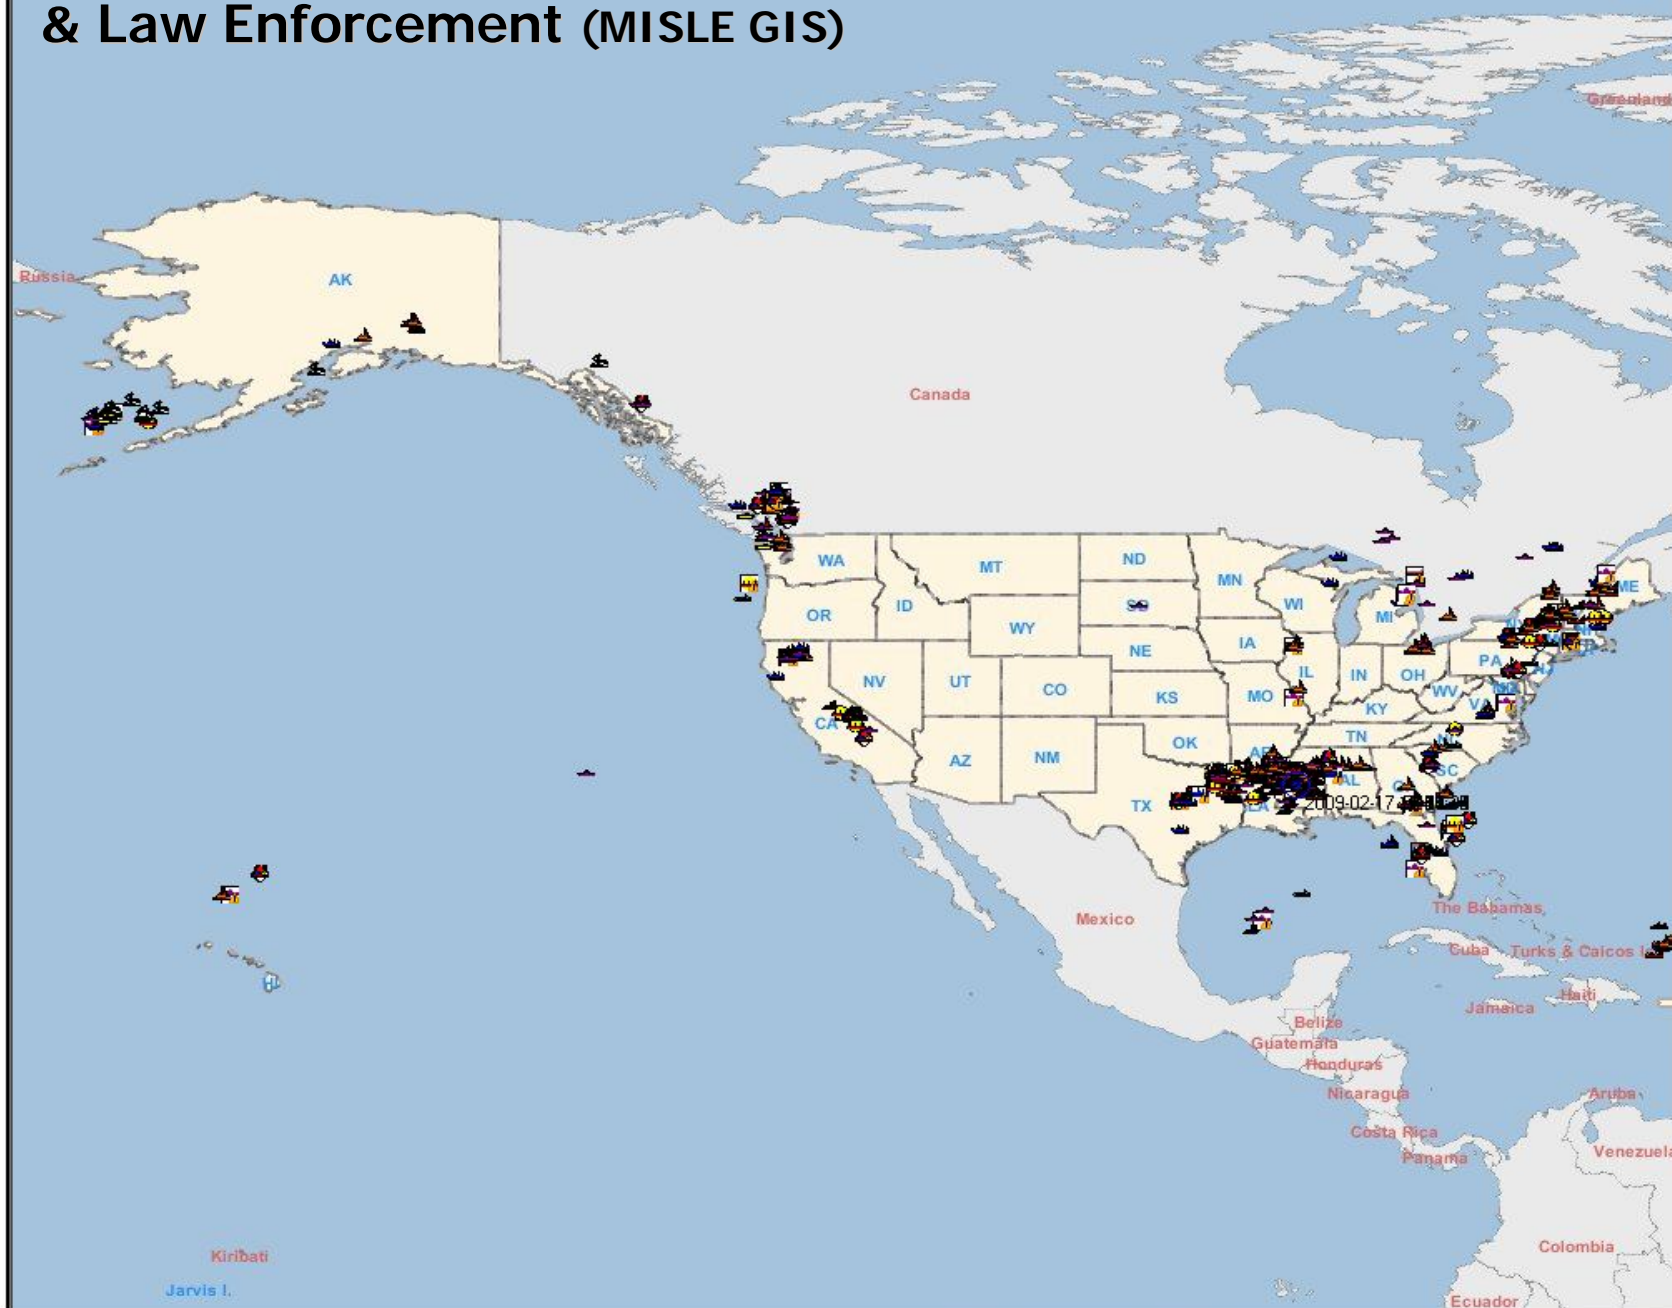 & Law Enforcement (MISLE GIS)
Greenland
Russia
AK
Canada
WA
MT
ND
MN
ME
OR
ID
WY
WI
MI
NE
IA
PA
NV
UT
CO
KS
MO
IL
IN
OH
WV
KY
CA
AZ
NM
OK
TN
SC
TX
LA
AL
2009-02-17
Mexico
The Bahamas
Cuba
Turks & Caicos I.
HI
Jamaica
Haiti
Belize
Guatemala
Honduras
Nicaragua
Aruba
Costa Rica
Panama
Venezuela
Kiribati
Colombia
Jarvis I.
Ecuador